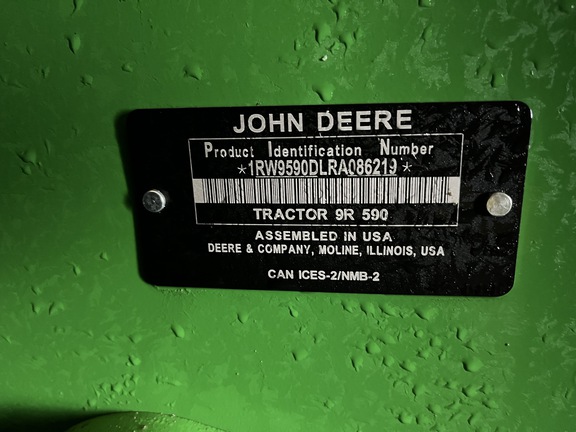 JOHN DEERE
Product Identification Number
*1RW9590DLRA086219*
TRACTOR 9R 590
ASSEMBLED IN USA
DEERE & COMPANY, MOLINE, ILLINOIS, USA
CAN ICES-2/NMB-2